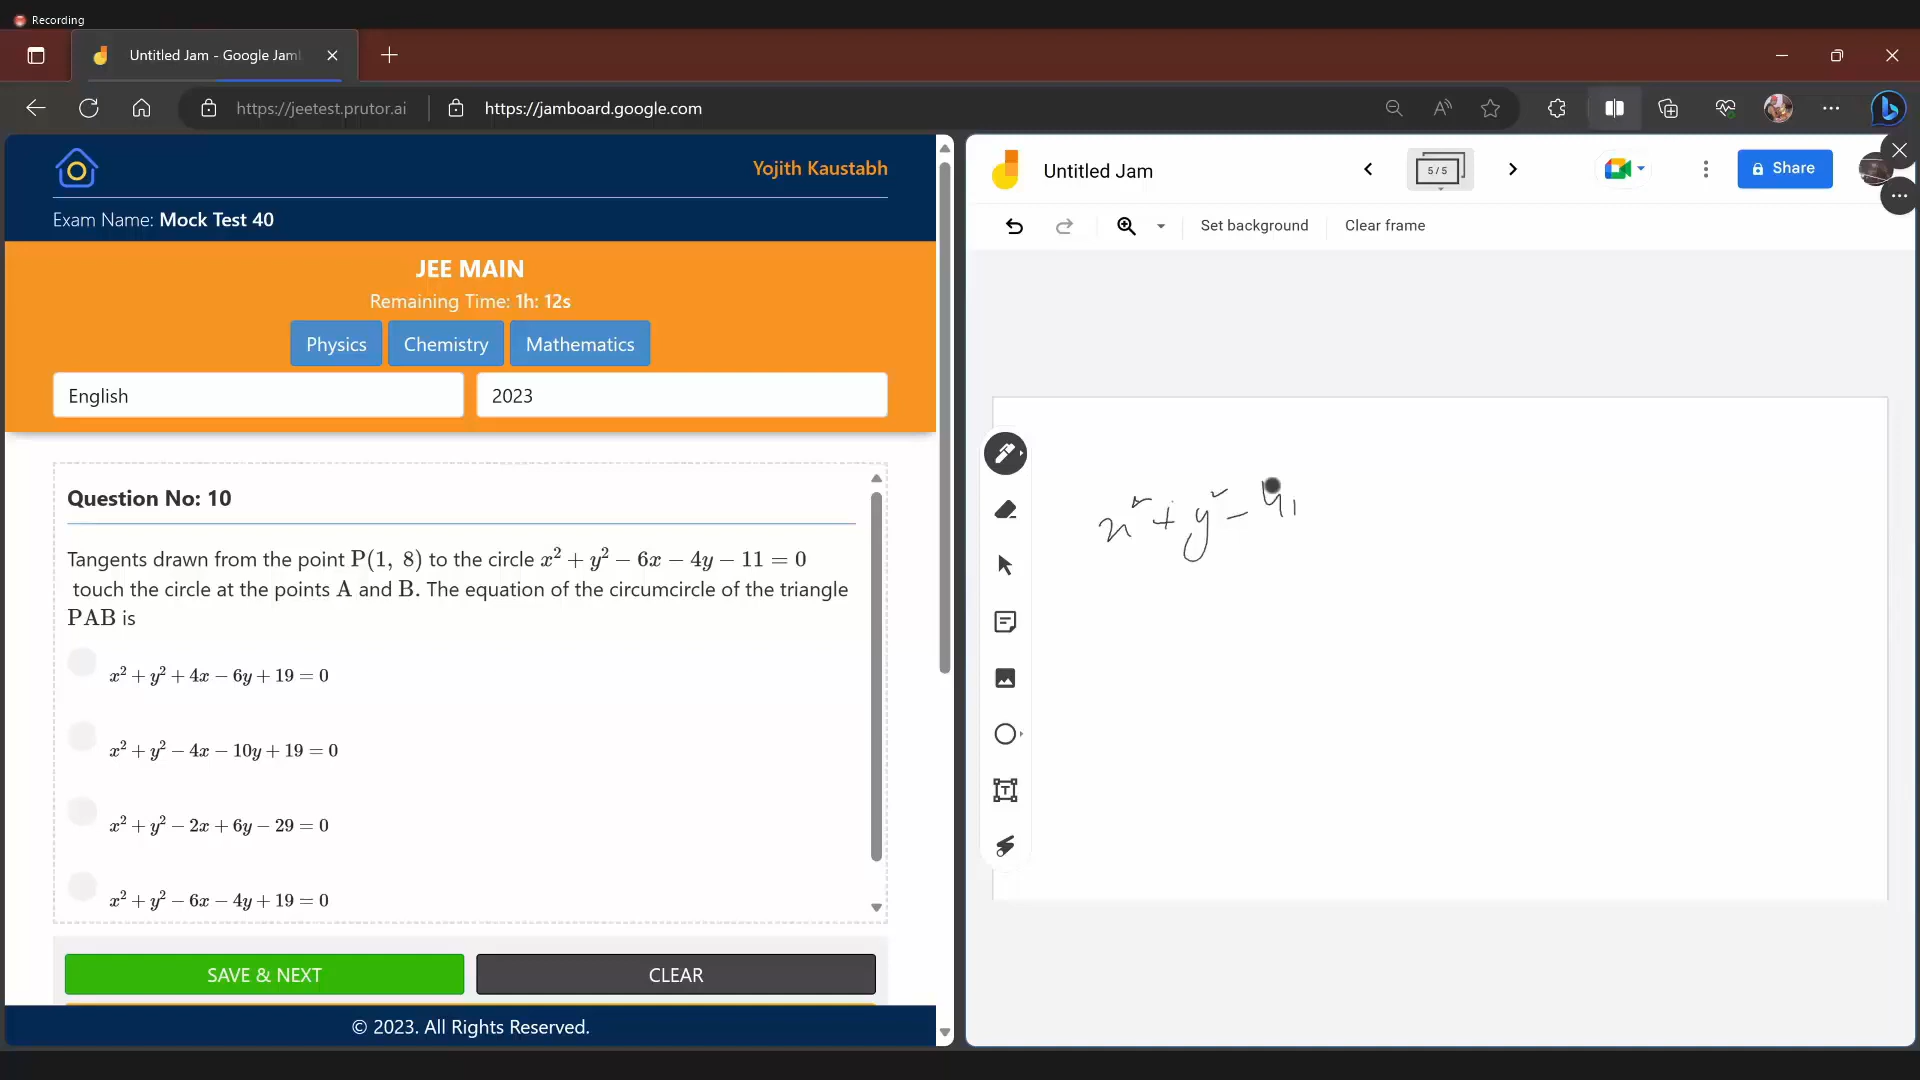 Recording
Untitled Jam - Google Jam
https://jeetest.prutor.ai
https://jamboard.google.com
Yojith Kaustabh
Exam Name: Mock Test 40
JEE MAIN
Remaining Time: 1h: 12s
Physics
Chemistry
Mathematics
English
2023
Question No: 10
Tangents drawn from the point P(1, 8) to the circle x² + y² − 6x − 4y − 11 = 0
touch the circle at the points A and B. The equation of the circumcircle of the triangle
PAB is
x² + y² + 4x − 6y + 19 = 0
x² + y² − 4x − 10y + 19 = 0
x² + y² − 2x + 6y − 29 = 0
x² + y² − 6x − 4y + 19 = 0
SAVE & NEXT
CLEAR
© 2023. All Rights Reserved.
Untitled Jam
5 / 5
Share
Set background
Clear frame
x² + y² − 4